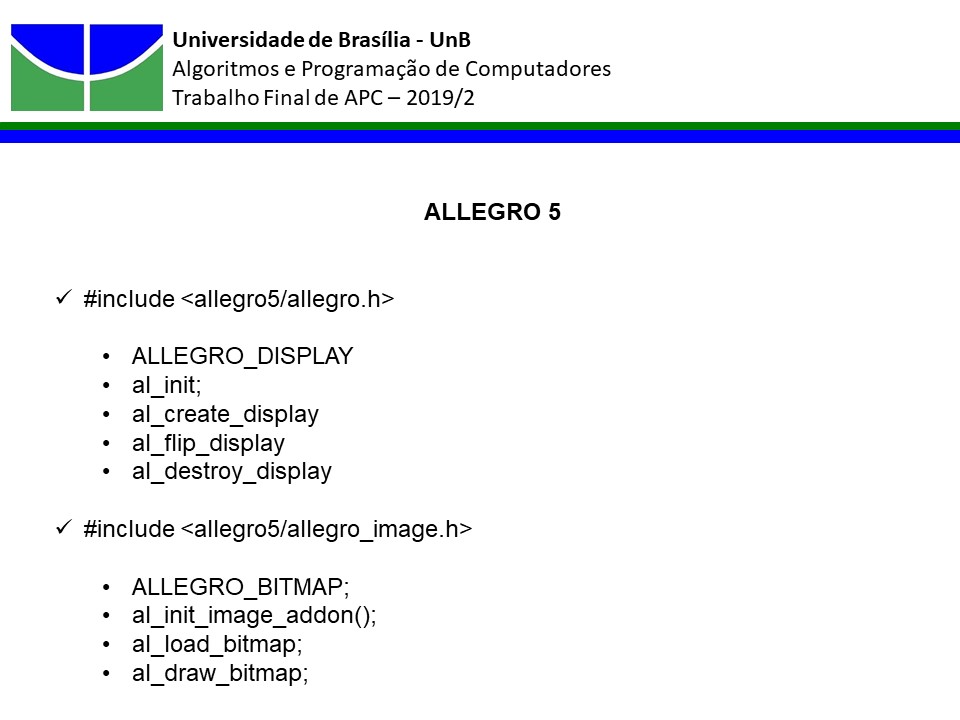 Universidade de Brasília - UnB
Algoritmos e Programação de Computadores
Trabalho Final de APC – 2019/2
ALLEGRO 5
✓ #include <allegro5/allegro.h>
• ALLEGRO_DISPLAY
• al_init;
• al_create_display
• al_flip_display
• al_destroy_display
✓ #include <allegro5/allegro_image.h>
• ALLEGRO_BITMAP;
• al_init_image_addon();
• al_load_bitmap;
• al_draw_bitmap;